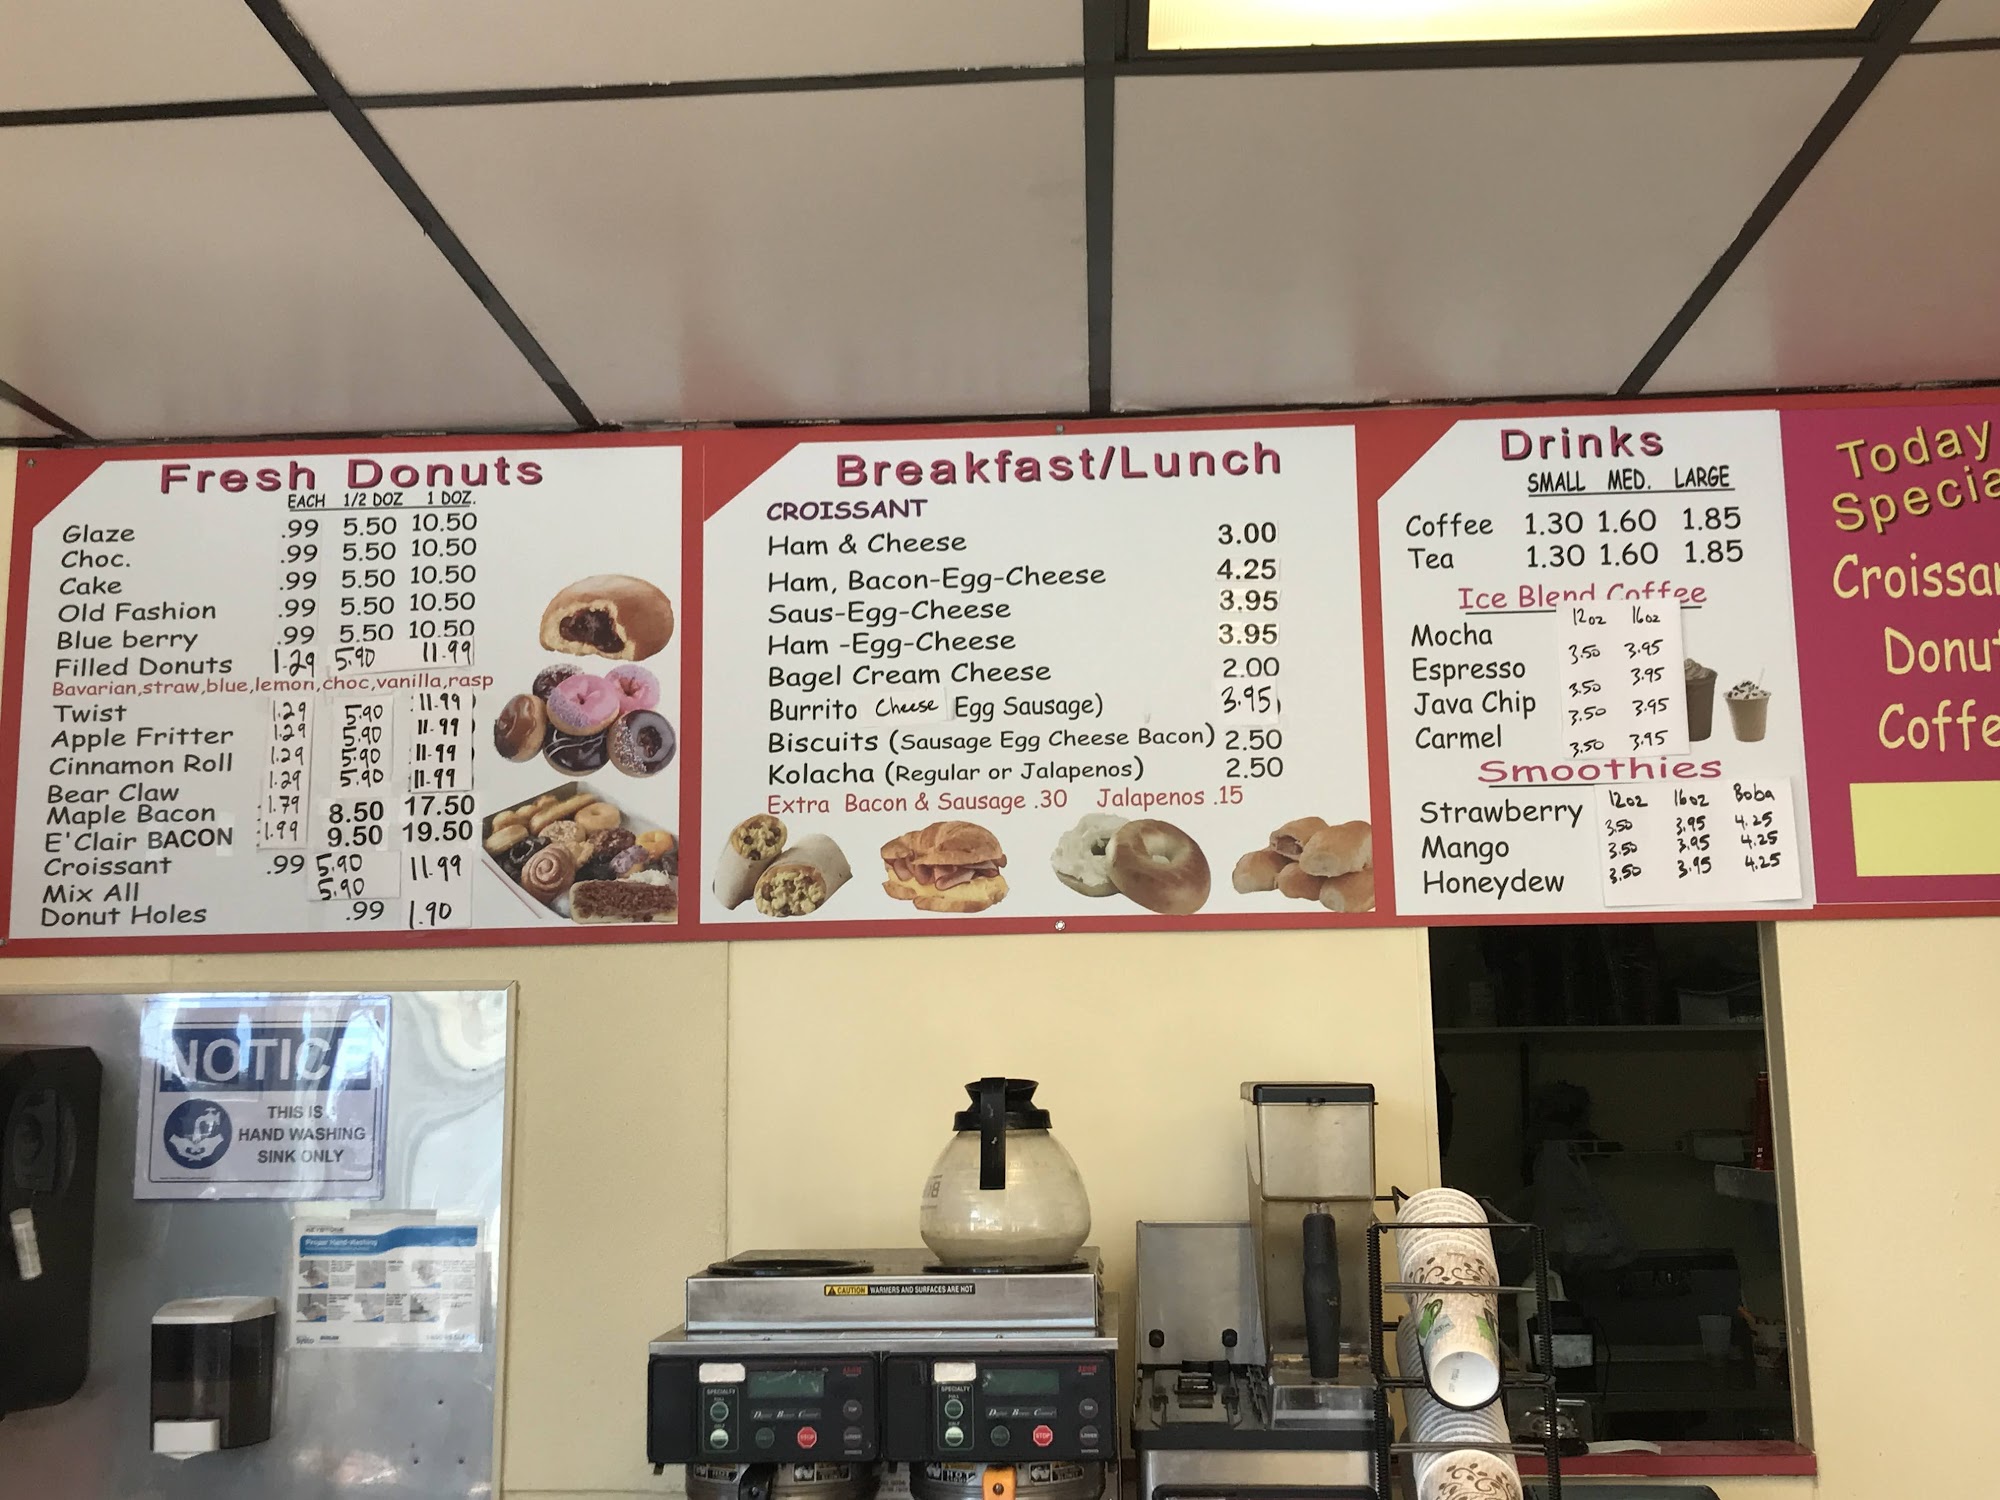 Fresh Donuts
EACH 1/2 DOZ 1 DOZ.
Glaze .99 5.50 10.50
Choc. .99 5.50 10.50
Cake .99 5.50 10.50
Old Fashion .99 5.50 10.50
Blue berry .99 5.50 10.50
Filled Donuts 1.29 5.90 11.99
Bavarian,straw,blue,lemon,choc,vanilla,rasp
Twist 1.29 5.90 11.99
Apple Fritter 1.29 5.90 11.99
Cinnamon Roll 1.29 5.90 11.99
Bear Claw 1.29 5.90 11.99
Maple Bacon 1.79 8.50 17.50
E'Clair BACON 1.99 9.50 19.50
Croissant .99 5.90 11.99
Mix All 5.90
Donut Holes .99 1.90
Breakfast/Lunch
CROISSANT
Ham & Cheese 3.00
Ham, Bacon-Egg-Cheese 4.25
Saus-Egg-Cheese 3.95
Ham -Egg-Cheese 3.95
Bagel Cream Cheese 2.00
Burrito Cheese Egg Sausage) 3.95
Biscuits (Sausage Egg Cheese Bacon) 2.50
Kolacha (Regular or Jalapenos) 2.50
Extra Bacon & Sausage .30 Jalapenos .15
Drinks
SMALL MED. LARGE
Coffee 1.30 1.60 1.85
Tea 1.30 1.60 1.85
Ice Blend Coffee
12oz 16oz
Mocha 3.50 3.95
Espresso 3.50 3.95
Java Chip 3.50 3.95
Carmel 3.50 3.95
Smoothies
12oz 16oz Boba
Strawberry 3.50 3.95 4.25
Mango 3.50 3.95 4.25
Honeydew 3.50 3.95 4.25
Today
Specia
Croissan
Donut
Coffe
NOTICE
THIS IS A
HAND WASHING
SINK ONLY
KEYSTONE
Proper Hand-Washing
CAUTION WARMERS AND SURFACES ARE HOT
SPECIALTY
STOP
SPECIALTY
STOP
HOT